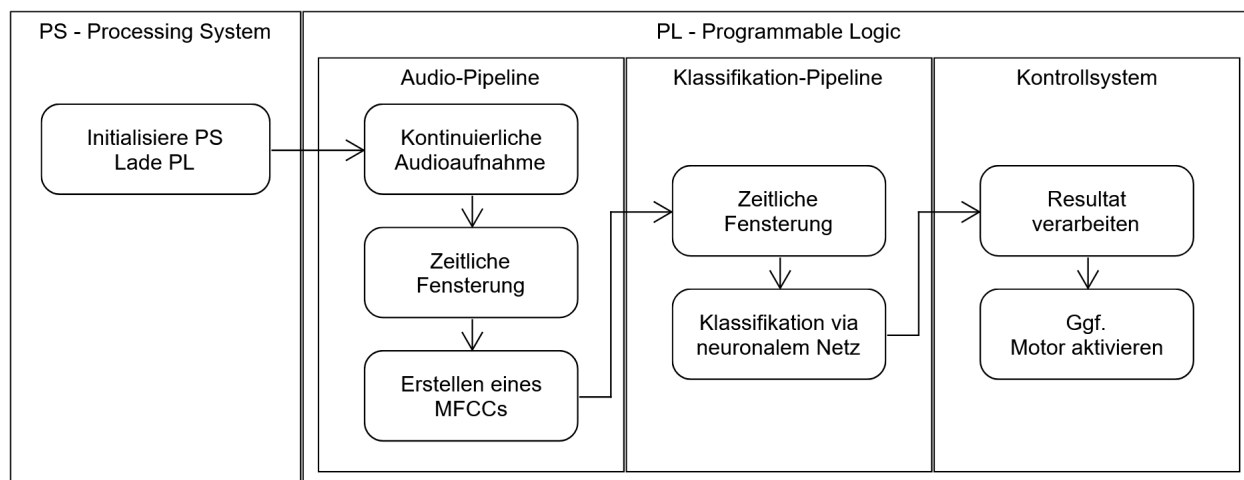 PS - Processing System
Initialisiere PS
Lade PL
PL - Programmable Logic
Audio-Pipeline
Kontinuierliche
Audioaufnahme
Zeitliche
Fensterung
Erstellen eines
MFCCs
Klassifikation-Pipeline
Zeitliche
Fensterung
Klassifikation via
neuronalem Netz
Kontrollsystem
Resultat
verarbeiten
Ggf.
Motor aktivieren